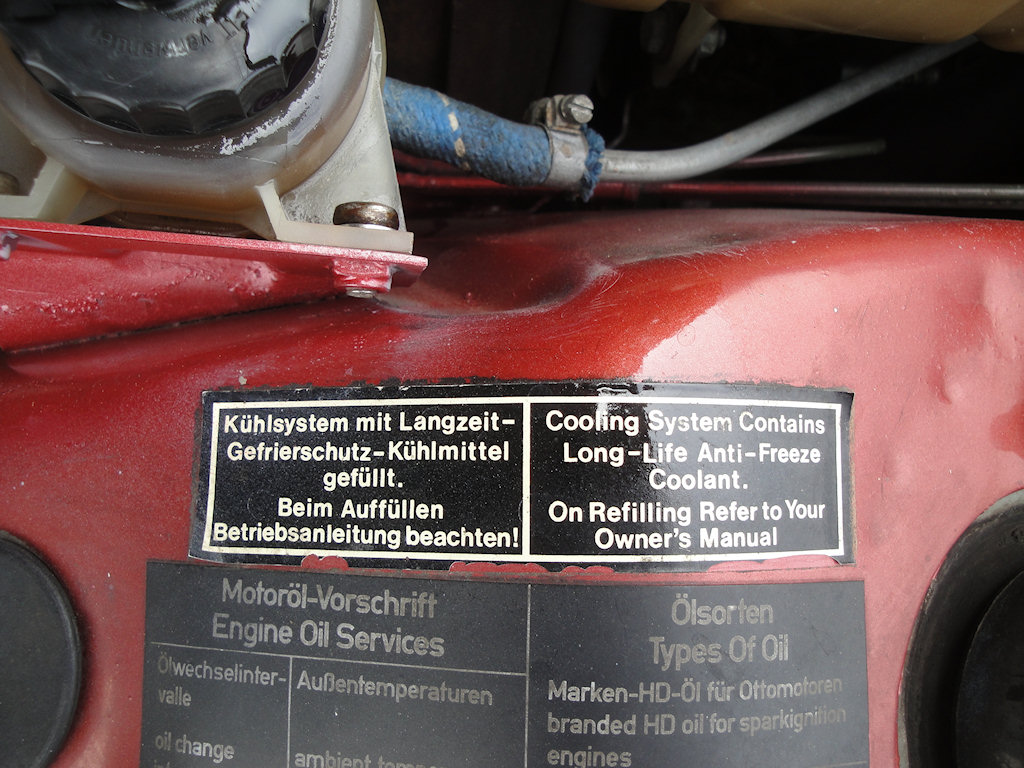 verwenden
Kühlsystem mit Langzeit-
Gefrierschutz-Kühlmittel
gefüllt.
Beim Auffüllen
Betriebsanleitung beachten!
Cooling System Contains
Long-Life Anti-Freeze
Coolant.
On Refilling Refer to Your
Owner's Manual
Motoröl-Vorschrift
Engine Oil Services
Ölwechselinter-
valle
oil change
Außentemperaturen
ambient
Ölsorten
Types Of Oil
Marken-HD-Öl für Ottomotoren
branded HD oil for sparkignition
engines